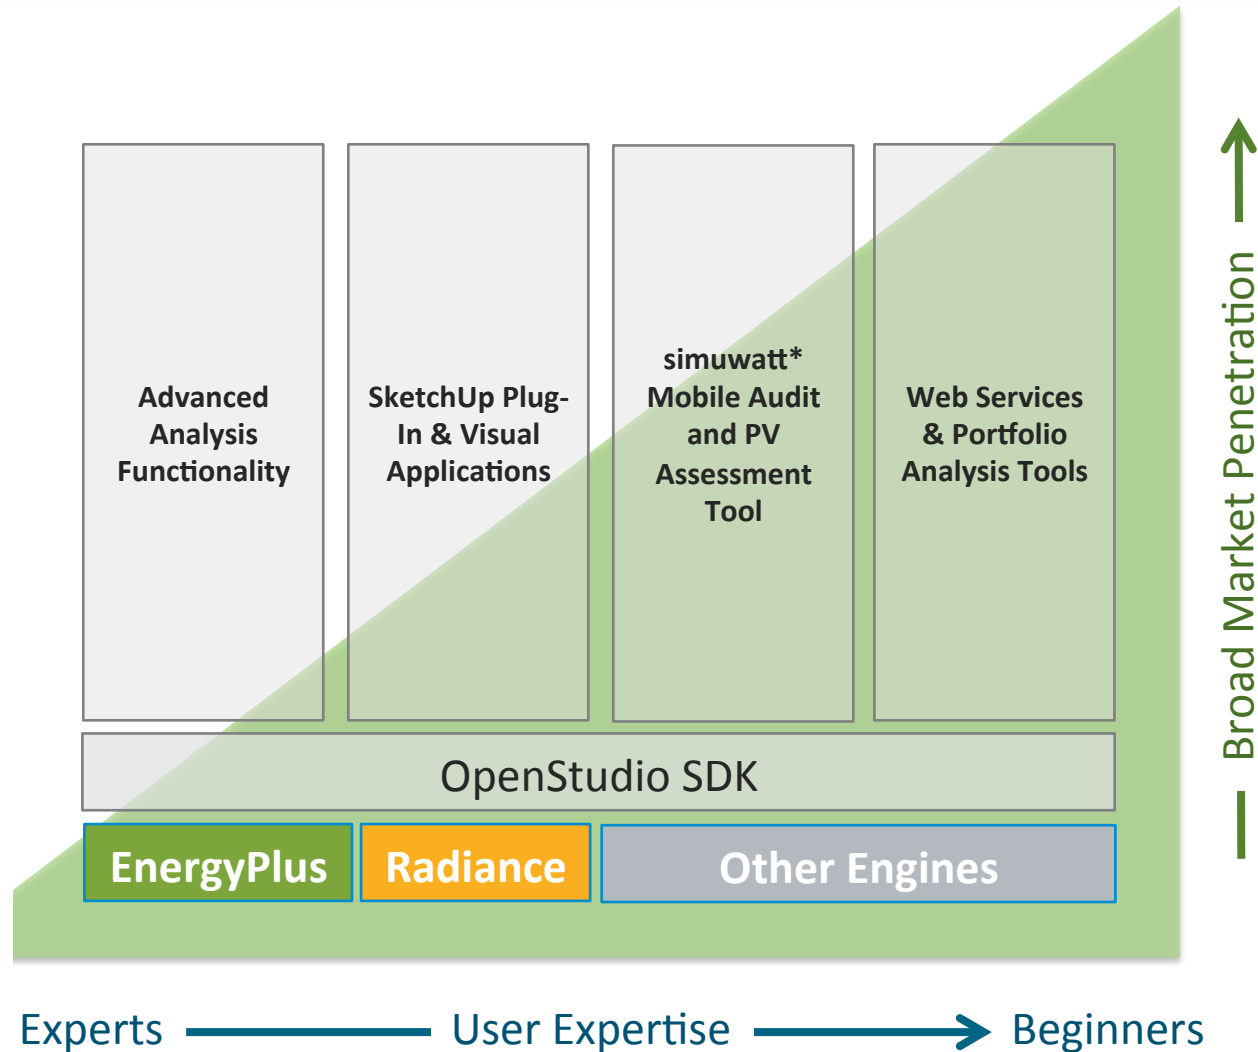 Advanced
Analysis
Functionality
SketchUp Plug-
In & Visual
Applications
simuwatt*
Mobile Audit
and PV
Assessment
Tool
Web Services
& Portfolio
Analysis Tools
OpenStudio SDK
EnergyPlus
Radiance
Other Engines
Broad Market Penetration
Experts
User Expertise
Beginners